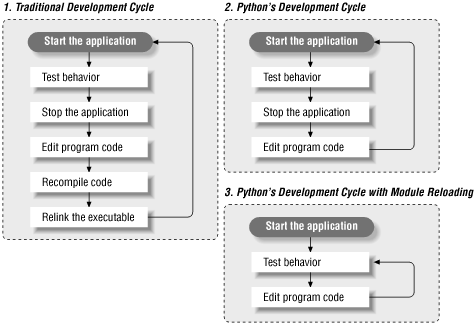 1. Traditional Development Cycle
Start the application
Test behavior
Stop the application
Edit program code
Recompile code
Relink the executable
2. Python's Development Cycle
Start the application
Test behavior
Stop the application
Edit program code
3. Python's Development Cycle with Module Reloading
Start the application
Test behavior
Edit program code